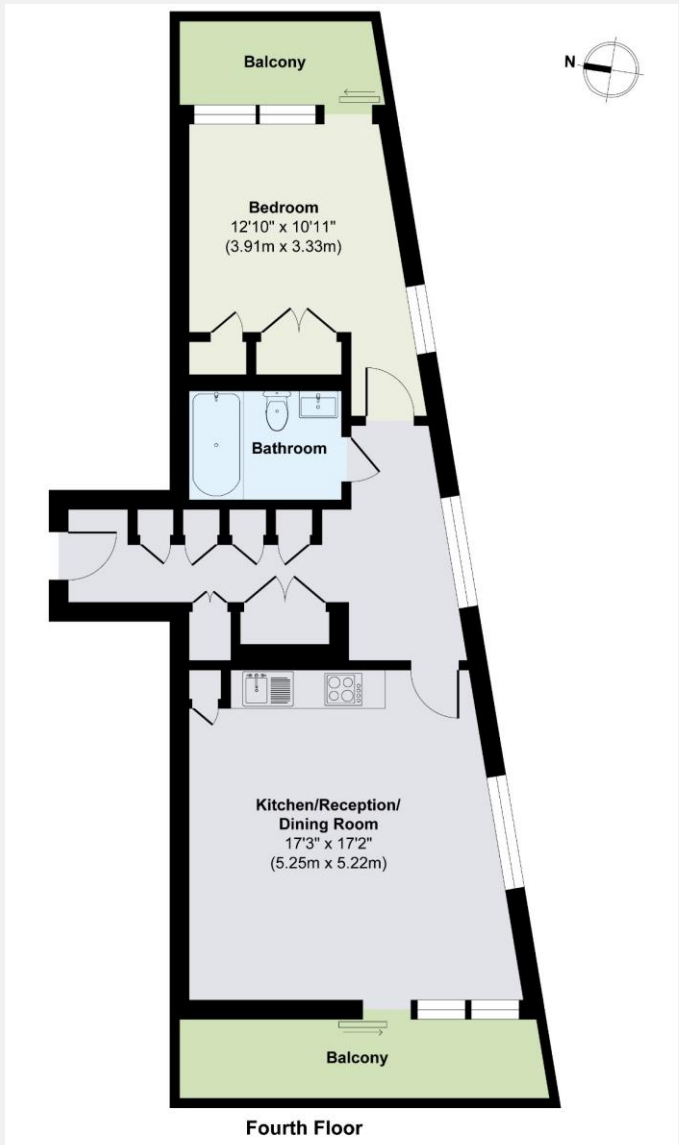 Balcony
N
Bedroom
12'10" x 10'11"
(3.91m x 3.33m)
Bathroom
Kitchen/Reception/
Dining Room
17'3" x 17'2"
(5.25m x 5.22m)
Balcony
Fourth Floor